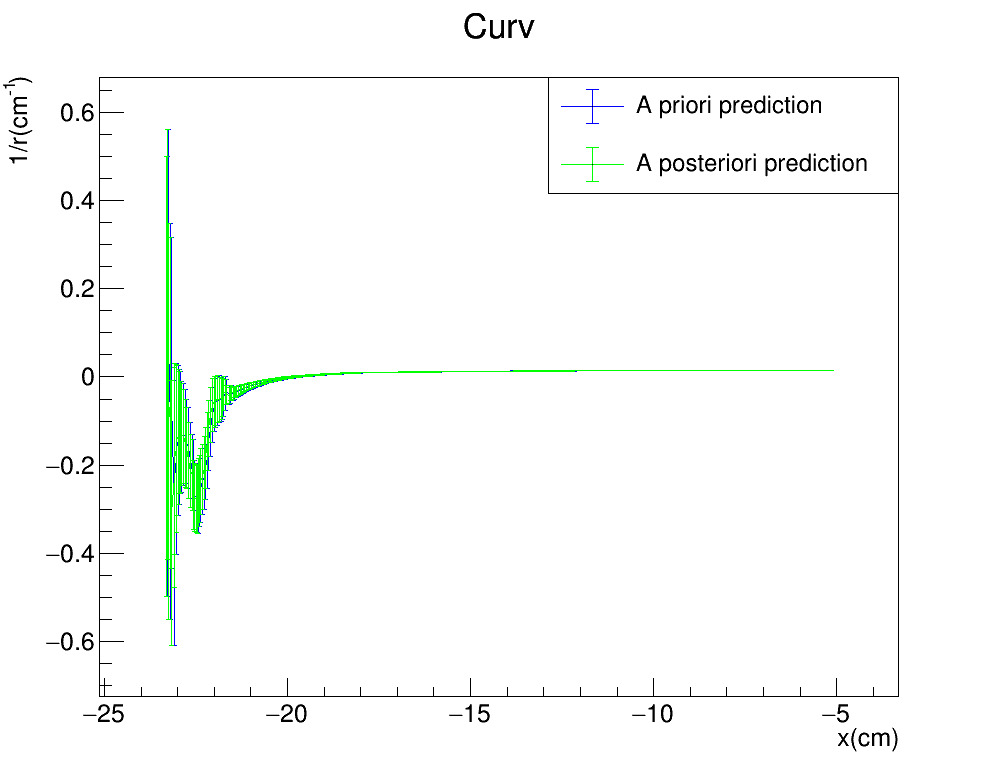 Curv
1/r(cm⁻¹)
A priori prediction
A posteriori prediction
0.6
0.4
0.2
0
−0.2
−0.4
−0.6
−25 −20 −15 −10 −5
x(cm)